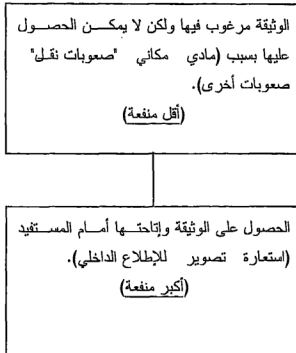 الوثيقة مرغوب فيها ولكن لا يمكن الحصول
عليها بسبب (مادي مكاني "صعوبات نقل"
صعوبات أخرى).
(أقل منفعة)
الحصول على الوثيقة وإتاحتها أمام المستفيد
(استعارة تصوير للإطلاع الداخلي).
(أكبر منفعة)